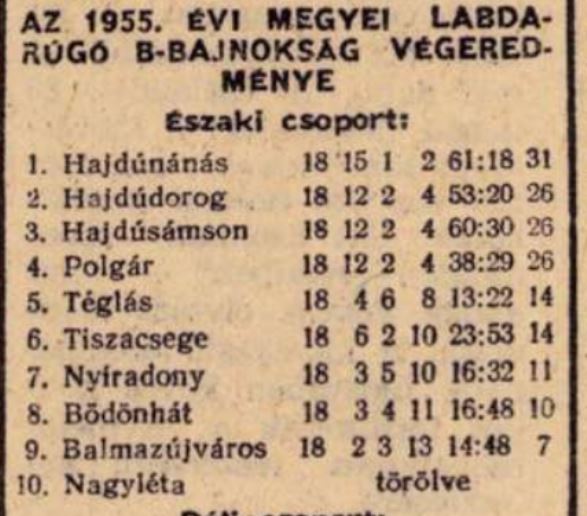 AZ 1955. ÉVI MEGYEI LABDA-
RÚGÓ B-BAJNOKSÁG VÉGERED-
MÉNYE
Északi csoport:
1. Hajdúnánás 18 15 1 2 61:18 31
2. Hajdúdorog 18 12 2 4 53:20 26
3. Hajdúsámson 18 12 2 4 60:30 26
4. Polgár 18 12 2 4 38:29 26
5. Téglás 18 4 6 8 13:22 14
6. Tiszacsege 18 6 2 10 23:53 14
7. Nyíradony 18 3 5 10 16:32 11
8. Bödönhát 18 3 4 11 16:48 10
9. Balmazújváros 18 2 3 13 14:48 7
10. Nagyléta törölve